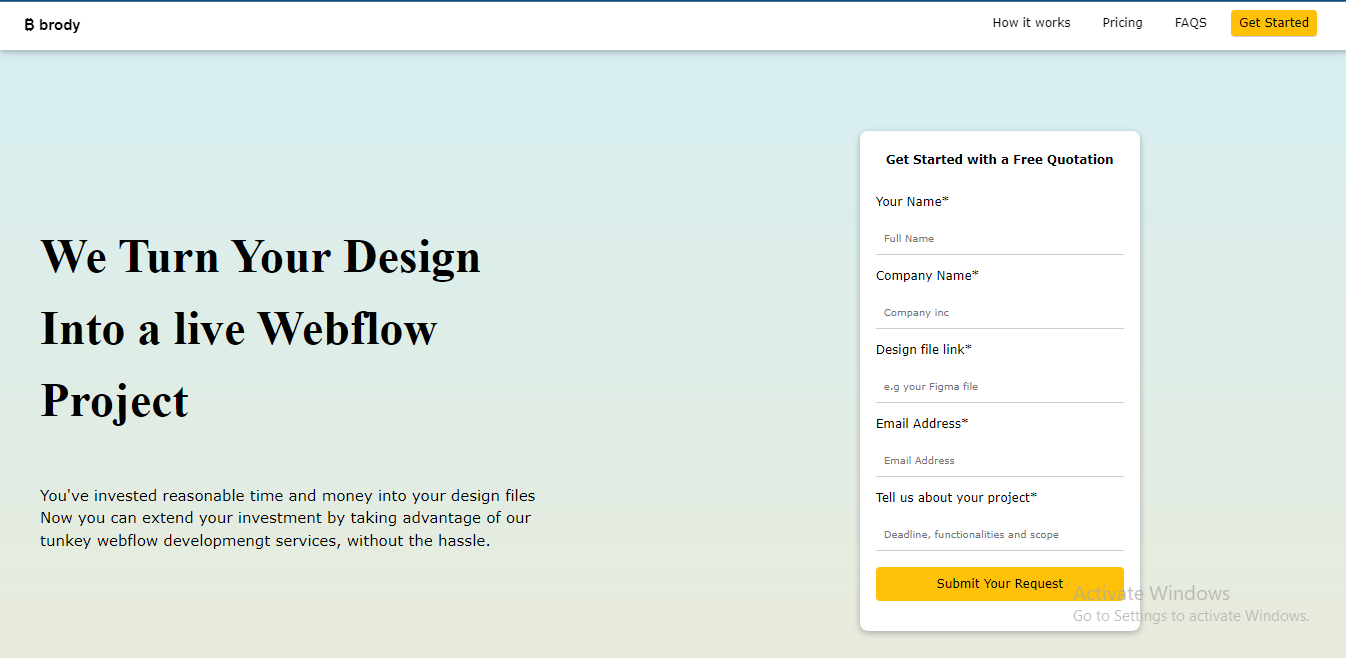 ₿ brody
How it works
Pricing
FAQS
Get Started
We Turn Your Design
Into a live Webflow
Project
You've invested reasonable time and money into your design files
Now you can extend your investment by taking advantage of our
tunkey webflow developmengt services, without the hassle.
Get Started with a Free Quotation
Your Name*
Full Name
Company Name*
Company inc
Design file link*
e.g your Figma file
Email Address*
Email Address
Tell us about your project*
Deadline, functionalities and scope
Submit Your Request
Activate Windows
Go to Settings to activate Windows.